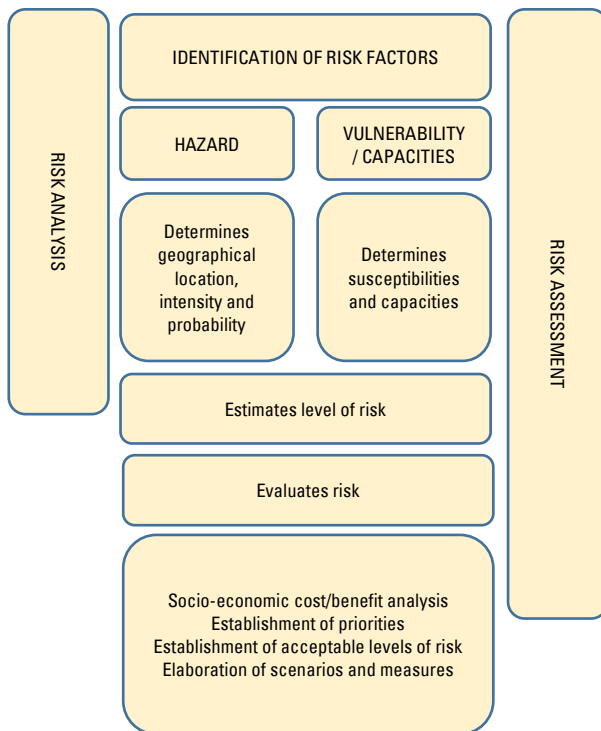 RISK ANALYSIS
IDENTIFICATION OF RISK FACTORS
HAZARD
VULNERABILITY
/ CAPACITIES
Determines
geographical
location,
intensity and
probability
Determines
susceptibilities
and capacities
Estimates level of risk
Evaluates risk
Socio-economic cost/benefit analysis
Establishment of priorities
Establishment of acceptable levels of risk
Elaboration of scenarios and measures
RISK ASSESSMENT